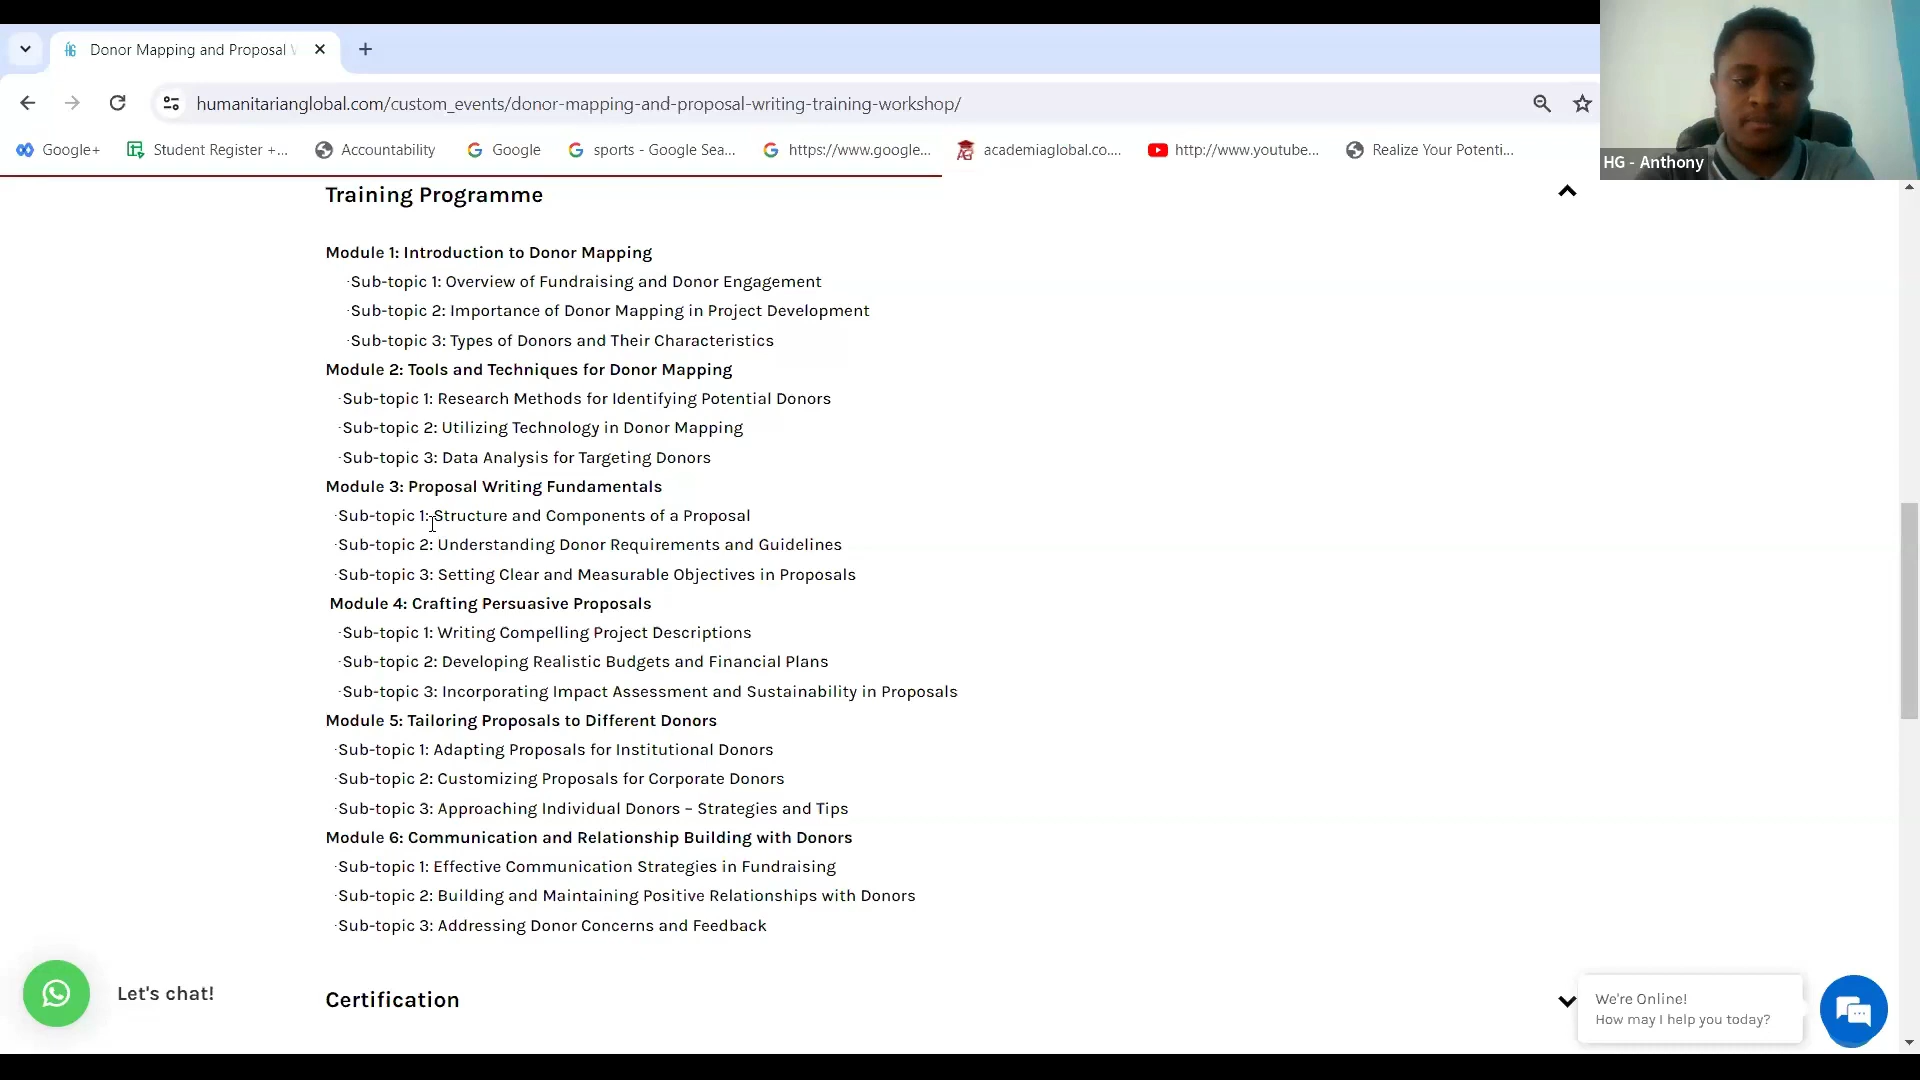 Donor Mapping and Proposal
humanitarianglobal.com/custom_events/donor-mapping-and-proposal-writing-training-workshop/
Google+
Student Register +...
Accountability
Google
sports - Google Sea...
https://www.google...
academiaglobal.co....
http://www.youtube...
Realize Your Potenti...
HG - Anthony
Training Programme
Module 1: Introduction to Donor Mapping
·Sub-topic 1: Overview of Fundraising and Donor Engagement
·Sub-topic 2: Importance of Donor Mapping in Project Development
·Sub-topic 3: Types of Donors and Their Characteristics
Module 2: Tools and Techniques for Donor Mapping
·Sub-topic 1: Research Methods for Identifying Potential Donors
·Sub-topic 2: Utilizing Technology in Donor Mapping
·Sub-topic 3: Data Analysis for Targeting Donors
Module 3: Proposal Writing Fundamentals
·Sub-topic 1: Structure and Components of a Proposal
·Sub-topic 2: Understanding Donor Requirements and Guidelines
·Sub-topic 3: Setting Clear and Measurable Objectives in Proposals
Module 4: Crafting Persuasive Proposals
·Sub-topic 1: Writing Compelling Project Descriptions
·Sub-topic 2: Developing Realistic Budgets and Financial Plans
·Sub-topic 3: Incorporating Impact Assessment and Sustainability in Proposals
Module 5: Tailoring Proposals to Different Donors
·Sub-topic 1: Adapting Proposals for Institutional Donors
·Sub-topic 2: Customizing Proposals for Corporate Donors
·Sub-topic 3: Approaching Individual Donors – Strategies and Tips
Module 6: Communication and Relationship Building with Donors
·Sub-topic 1: Effective Communication Strategies in Fundraising
·Sub-topic 2: Building and Maintaining Positive Relationships with Donors
·Sub-topic 3: Addressing Donor Concerns and Feedback
Certification
Let's chat!
We're Online!
How may I help you today?